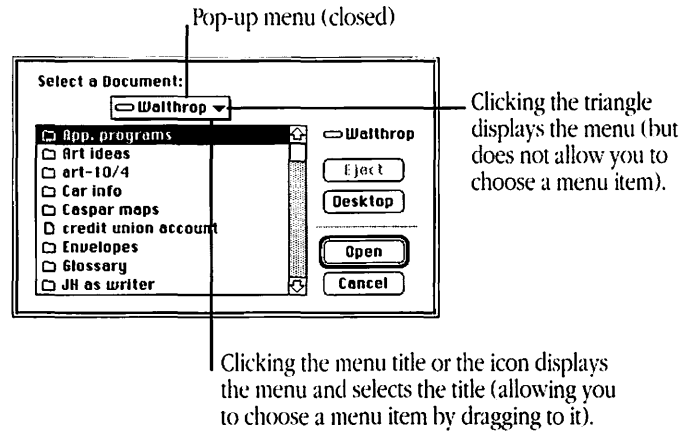 Pop-up menu (closed)
Select a Document:
Walthrop
App. programs
Art ideas
art-10/4
Car info
Caspar maps
credit union account
Envelopes
Glossary
JH as writer
Walthrop
Eject
Desktop
Open
Cancel
Clicking the triangle
displays the menu (but
does not allow you to
choose a menu item).
Clicking the menu title or the icon displays
the menu and selects the title (allowing you
to choose a menu item by dragging to it).